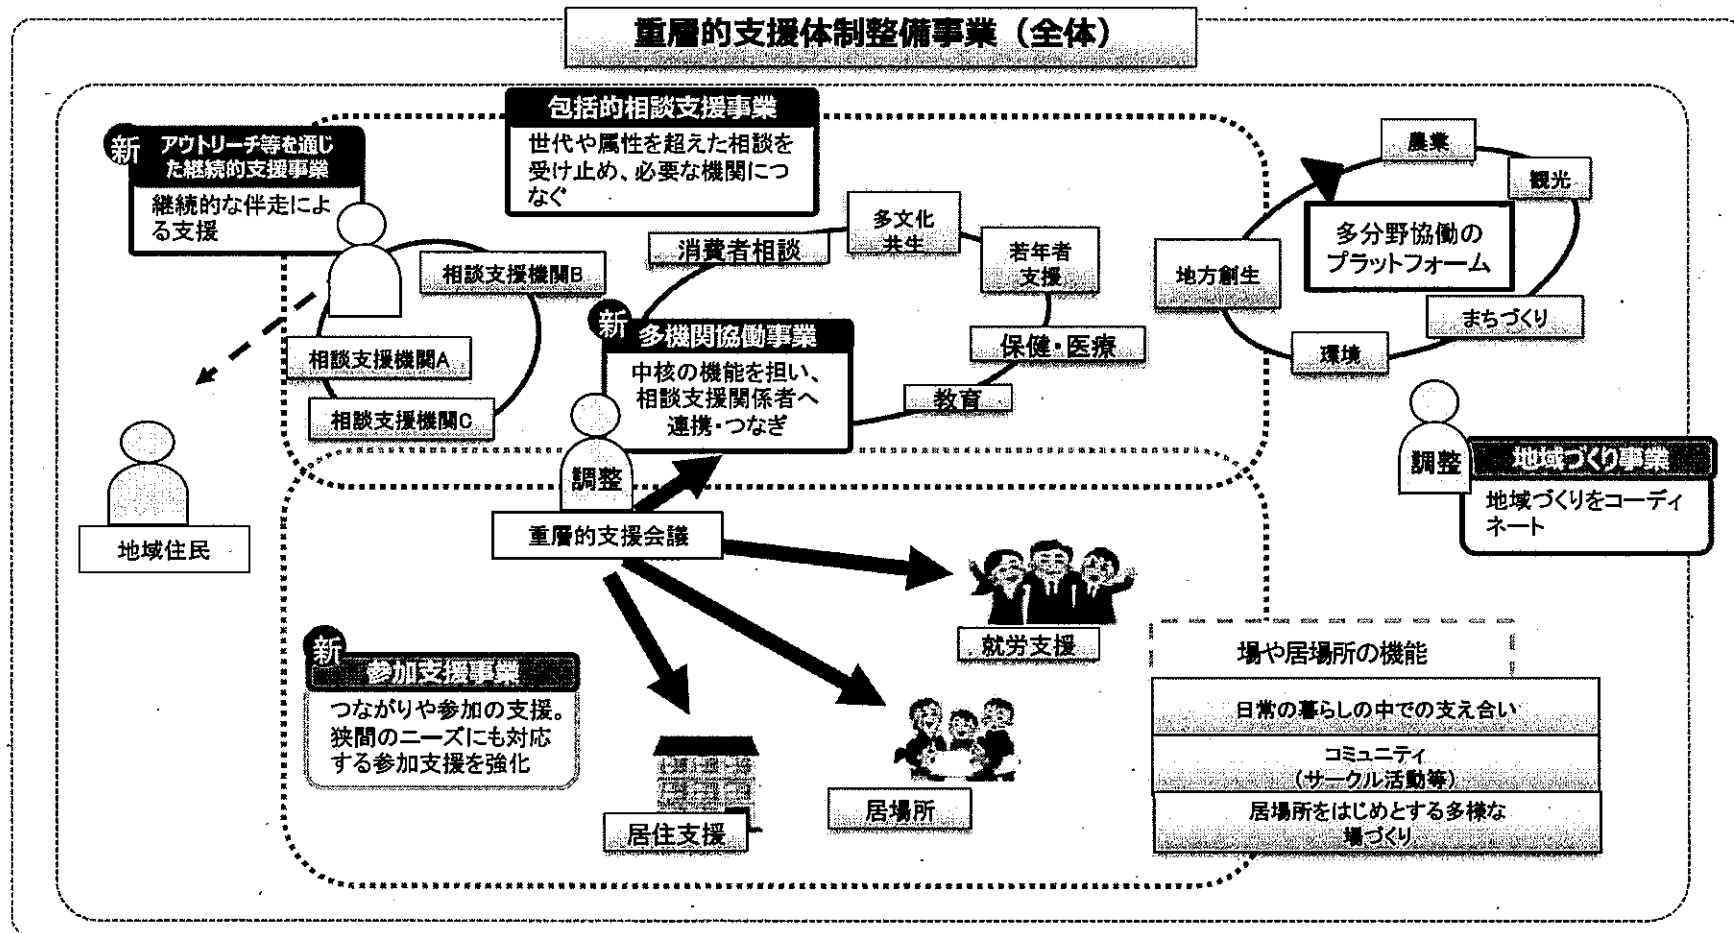 重層的支援体制整備事業（全体）
新
アウトリーチ等を通じ
た継続的支援事業
継続的な伴走によ
る支援
包括的相談支援事業
世代や属性を超えた相談を
受け止め、必要な機関につ
なぐ
相談支援機関B
相談支援機関A
相談支援機関C
消費者相談
多文化
共生
若年者
支援
保健・医療
教育
新
多機関協働事業
中核の機能を担い、
相談支援関係者へ
連携・つなぎ
農業
観光
多分野協働の
プラットフォーム
地方創生
まちづくり
環境
調整
地域づくり事業
地域づくりをコーディ
ネート
地域住民
調整
重層的支援会議
新
参加支援事業
つながりや参加の支援。
狭間のニーズにも対応
する参加支援を強化
就労支援
居場所
居住支援
場や居場所の機能
日常の暮らしの中での支え合い
コミュニティ
（サークル活動等）
居場所をはじめとする多様な
場づくり